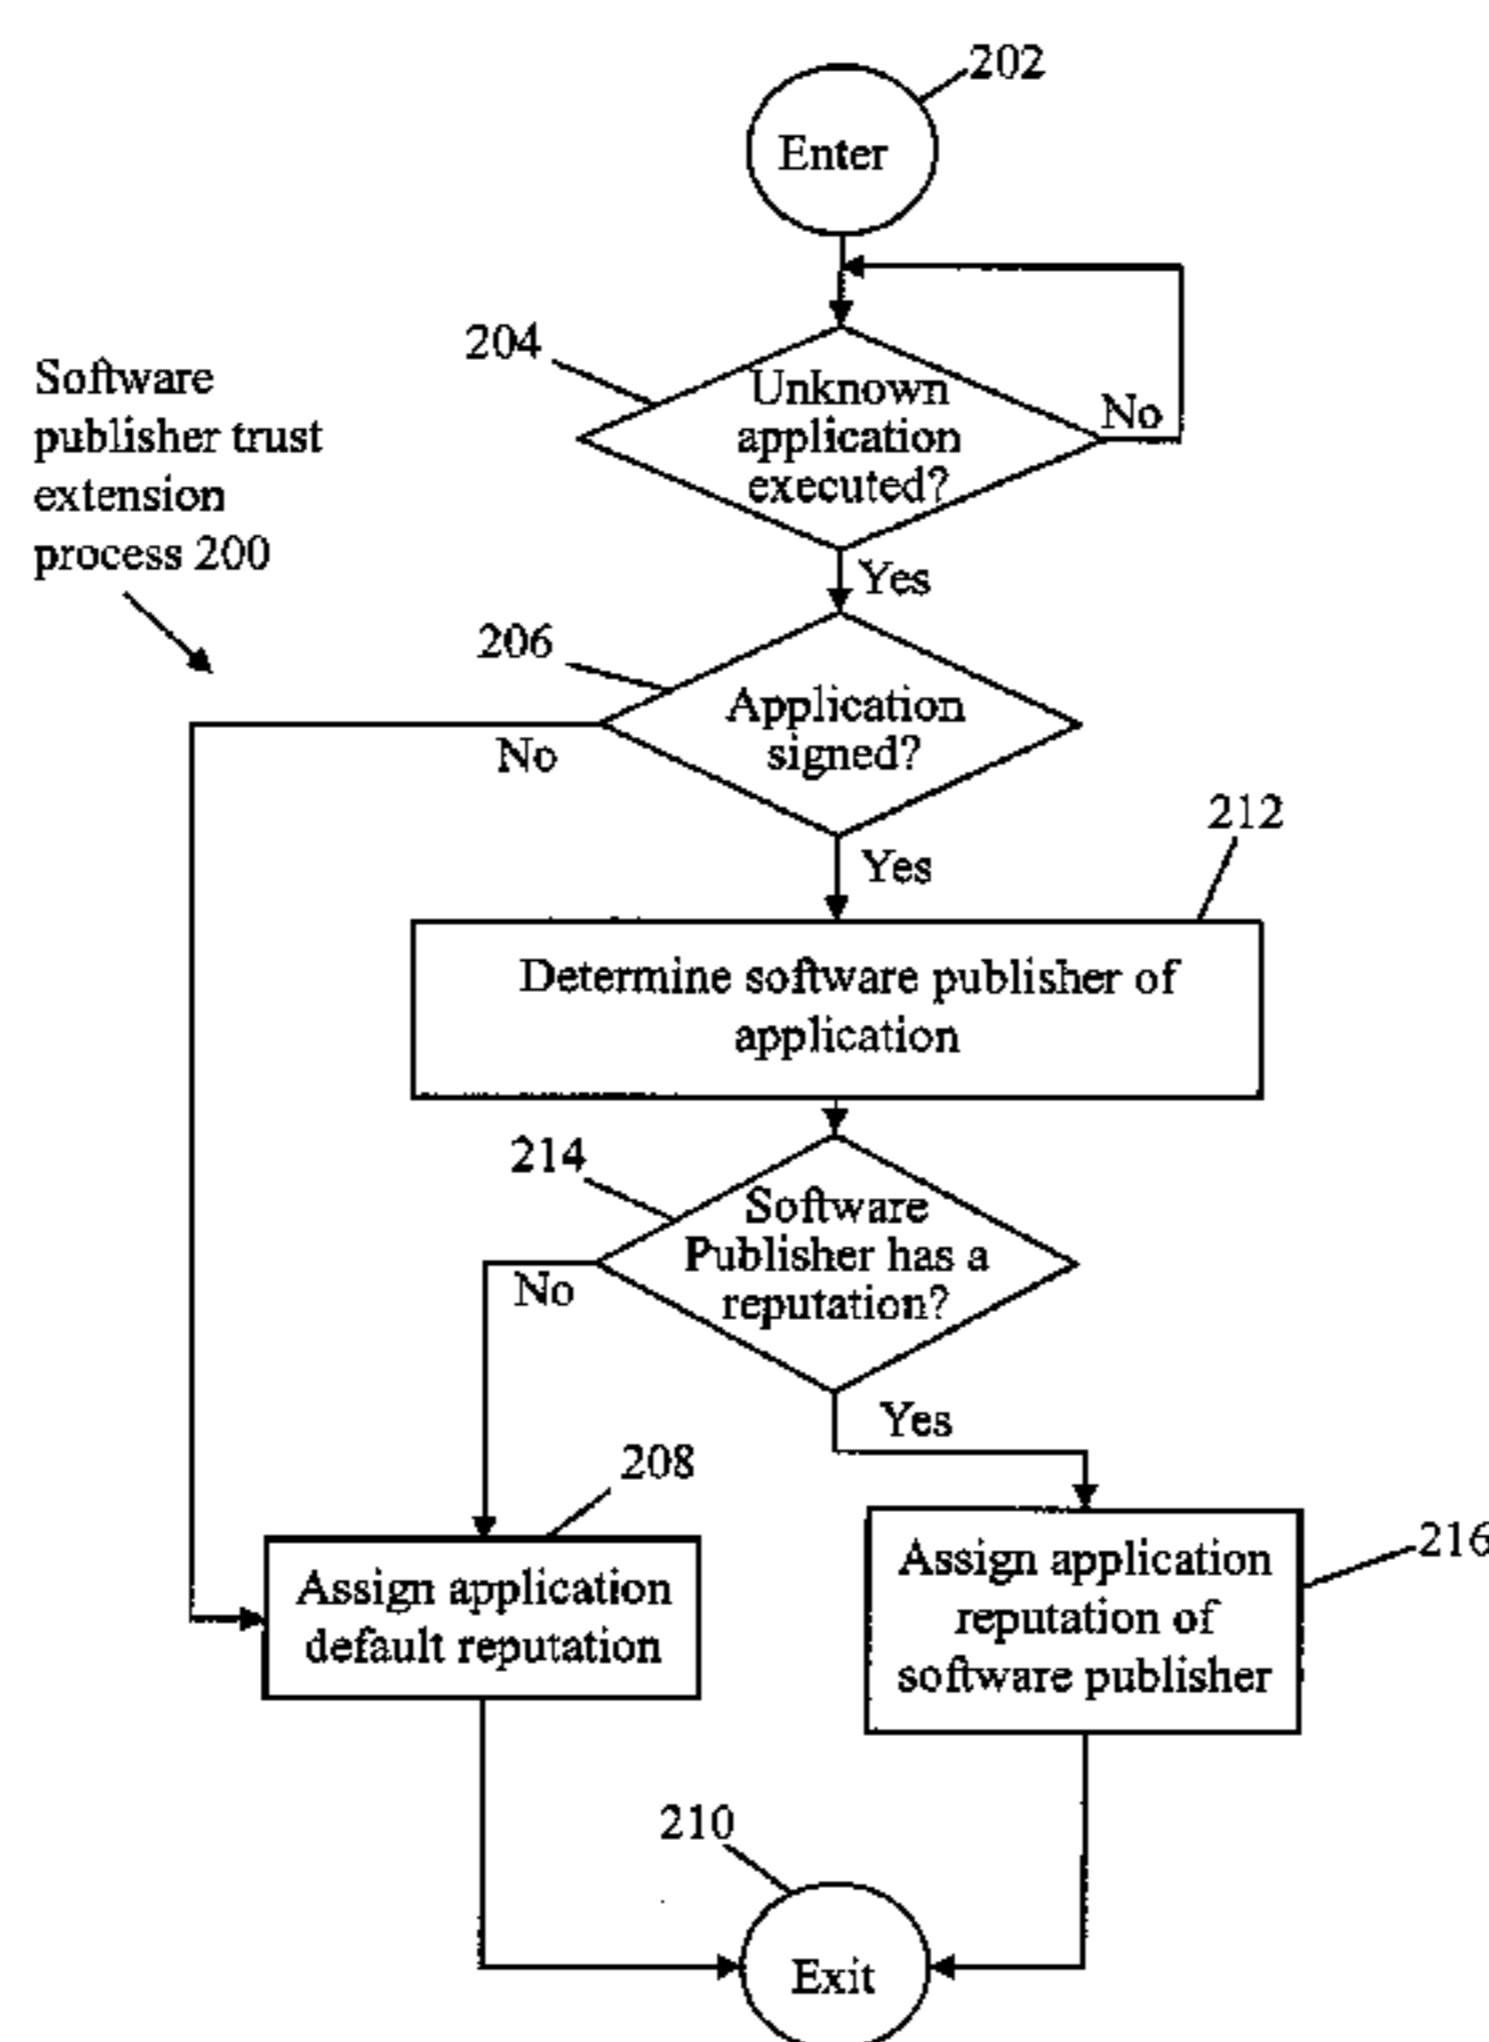 202
Enter
204
Unknown
application
executed?
No
Software
publisher trust
extension
process 200
Yes
206
Application
signed?
No
212
Yes
Determine software publisher of
application
214
Software
Publisher has a
reputation?
No
Yes
208
Assign application
default reputation
216
Assign application
reputation of
software publisher
210
Exit